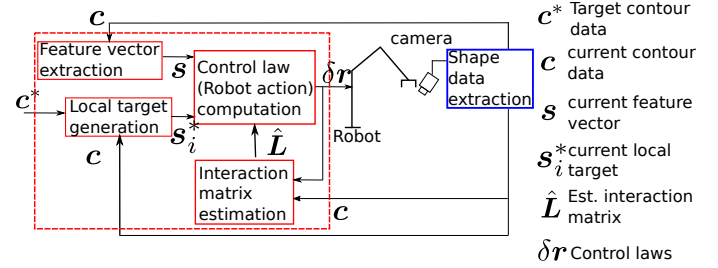 c
Feature vector
extraction
s
Control law
(Robot action)
computation
δr
camera
Shape
data
extraction
c*
Local target
generation
s*i
Robot
c
L̂
Interaction
matrix
estimation
c
c* Target contour
data
c current contour
data
s current feature
vector
s*i current local
target
L̂ Est. interaction
matrix
δr Control laws